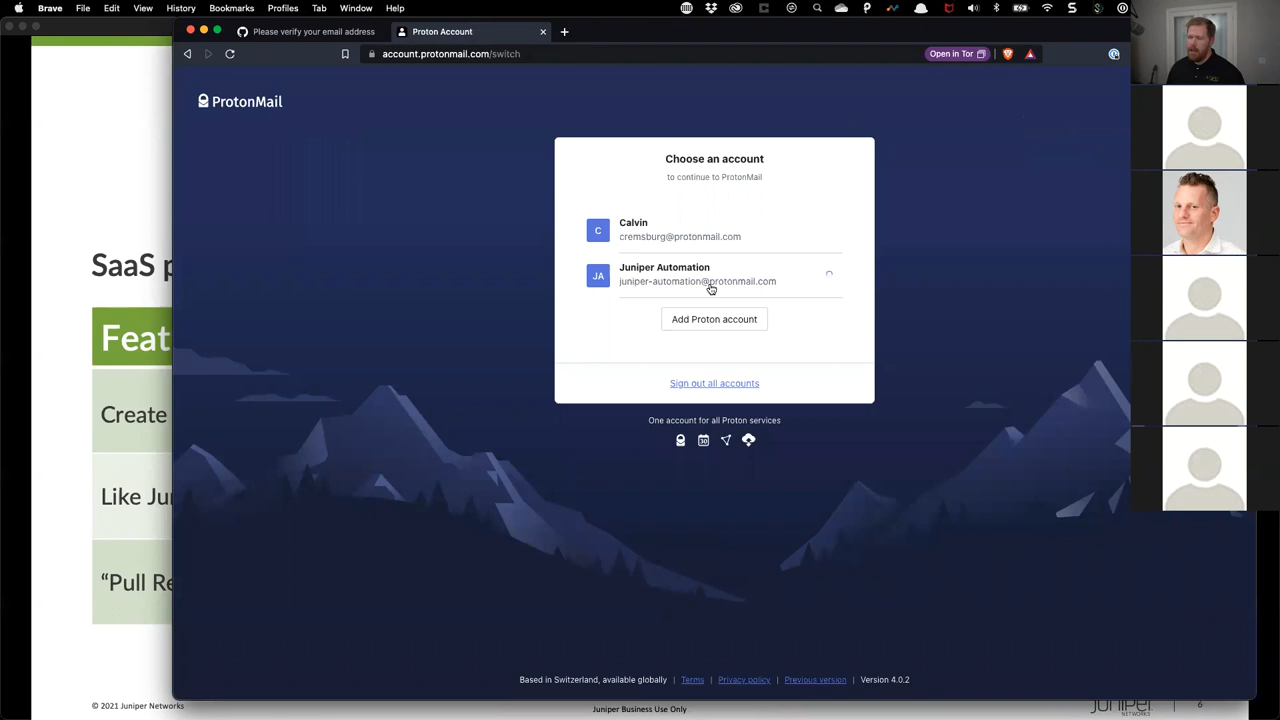 Brave File Edit View History Bookmarks Profiles Tab Window Help
Please verify your email address
Proton Account
account.protonmail.com/switch
Open in Tor
ProtonMail
Choose an account
to continue to ProtonMail
C
Calvin
cremsburg@protonmail.com
JA
Juniper Automation
juniper-automation@protonmail.com
Add Proton account
Sign out all accounts
One account for all Proton services
30
Based in Switzerland, available globally | Terms | Privacy policy | Previous version | Version 4.0.2
SaaS p
Feat
Create
Like Ju
“Pull Re
© 2021 Juniper Networks
Juniper Business Use Only
6